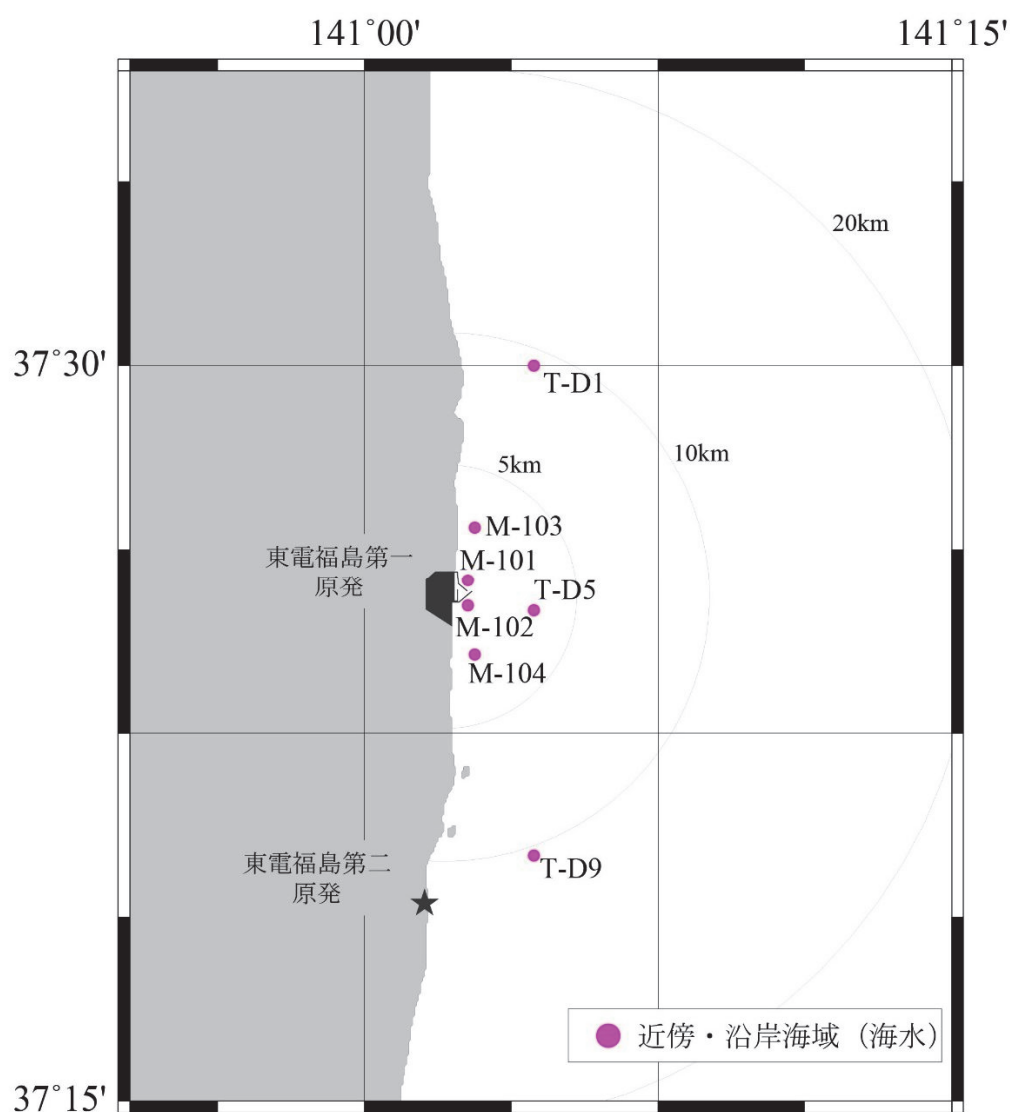 141°00'
141°15'
20km
37°30'
T-D1
10km
5km
M-103
東電福島第一
原発
M-101
T-D5
M-102
M-104
東電福島第二
原発
T-D9
近傍・沿岸海域（海水）
37°15'